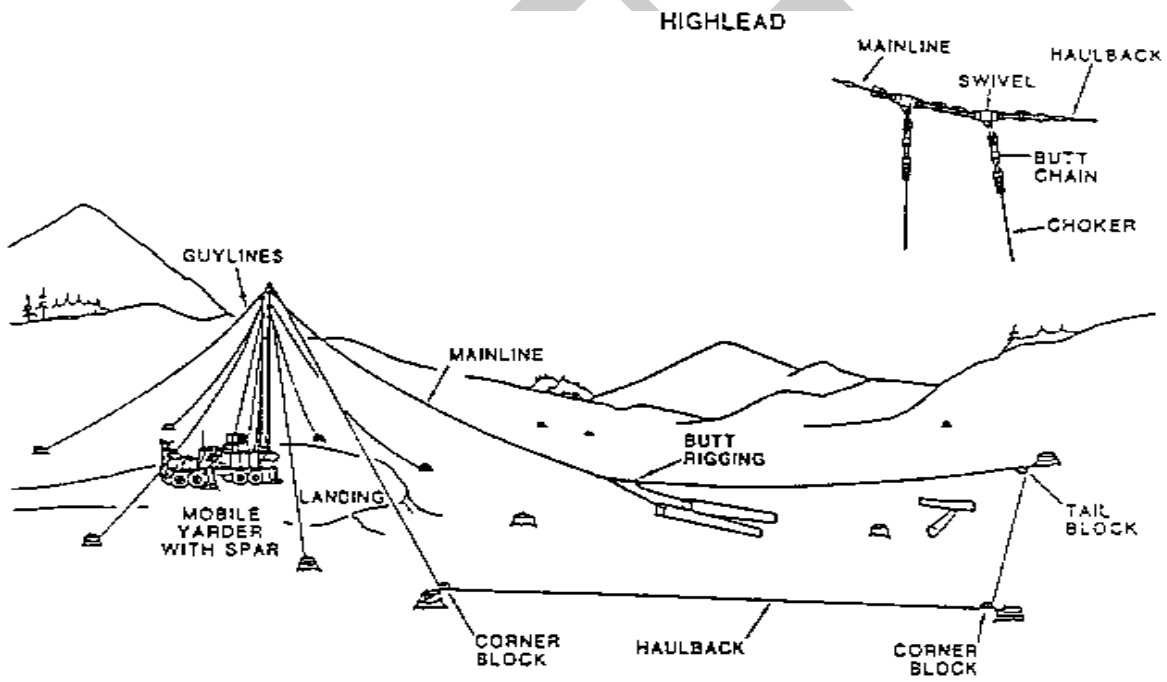 HIGHLEAD
MAINLINE
HAULBACK
SWIVEL
BUTT
CHAIN
CHOKER
GUYLINES
MAINLINE
BUTT
RIGGING
LANDING
MOBILE
YARDER
WITH SPAR
TAIL
BLOCK
CORNER
BLOCK
HAULBACK
CORNER
BLOCK